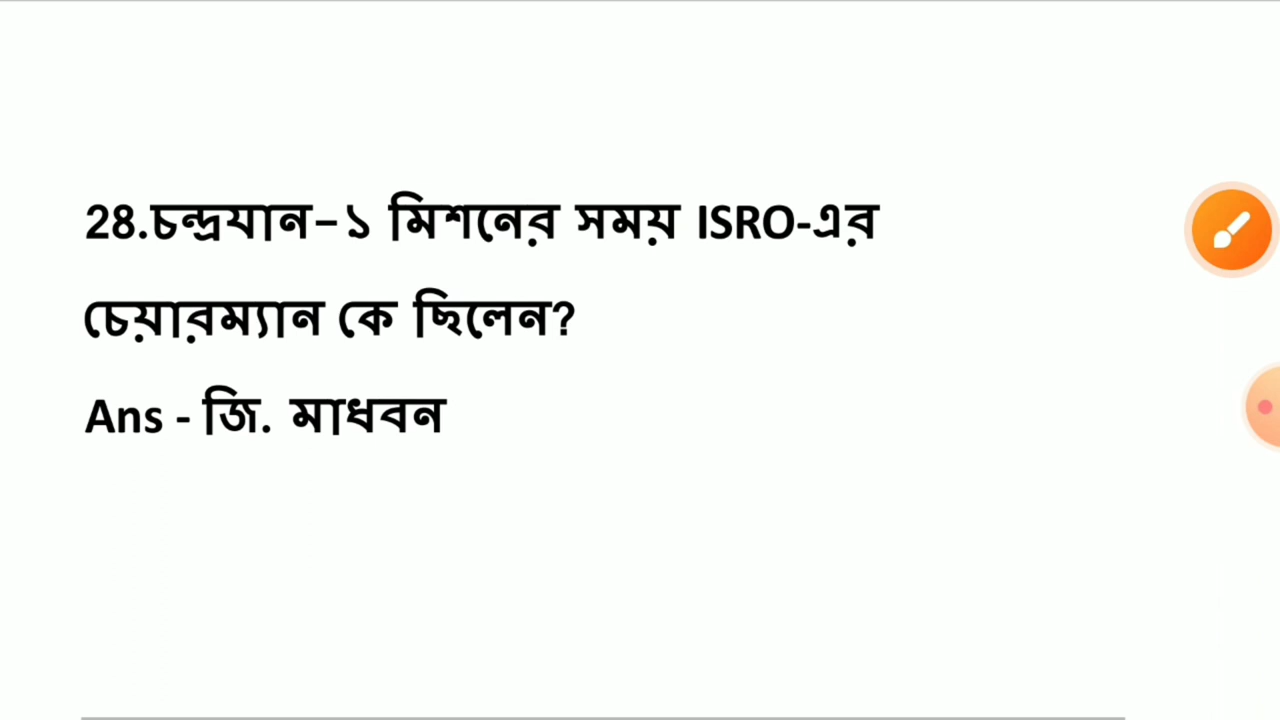 28.চন্দ্রযান–১ মিশনের সময় ISRO-এর
চেয়ারম্যান কে ছিলেন?
Ans - জি. মাধবন